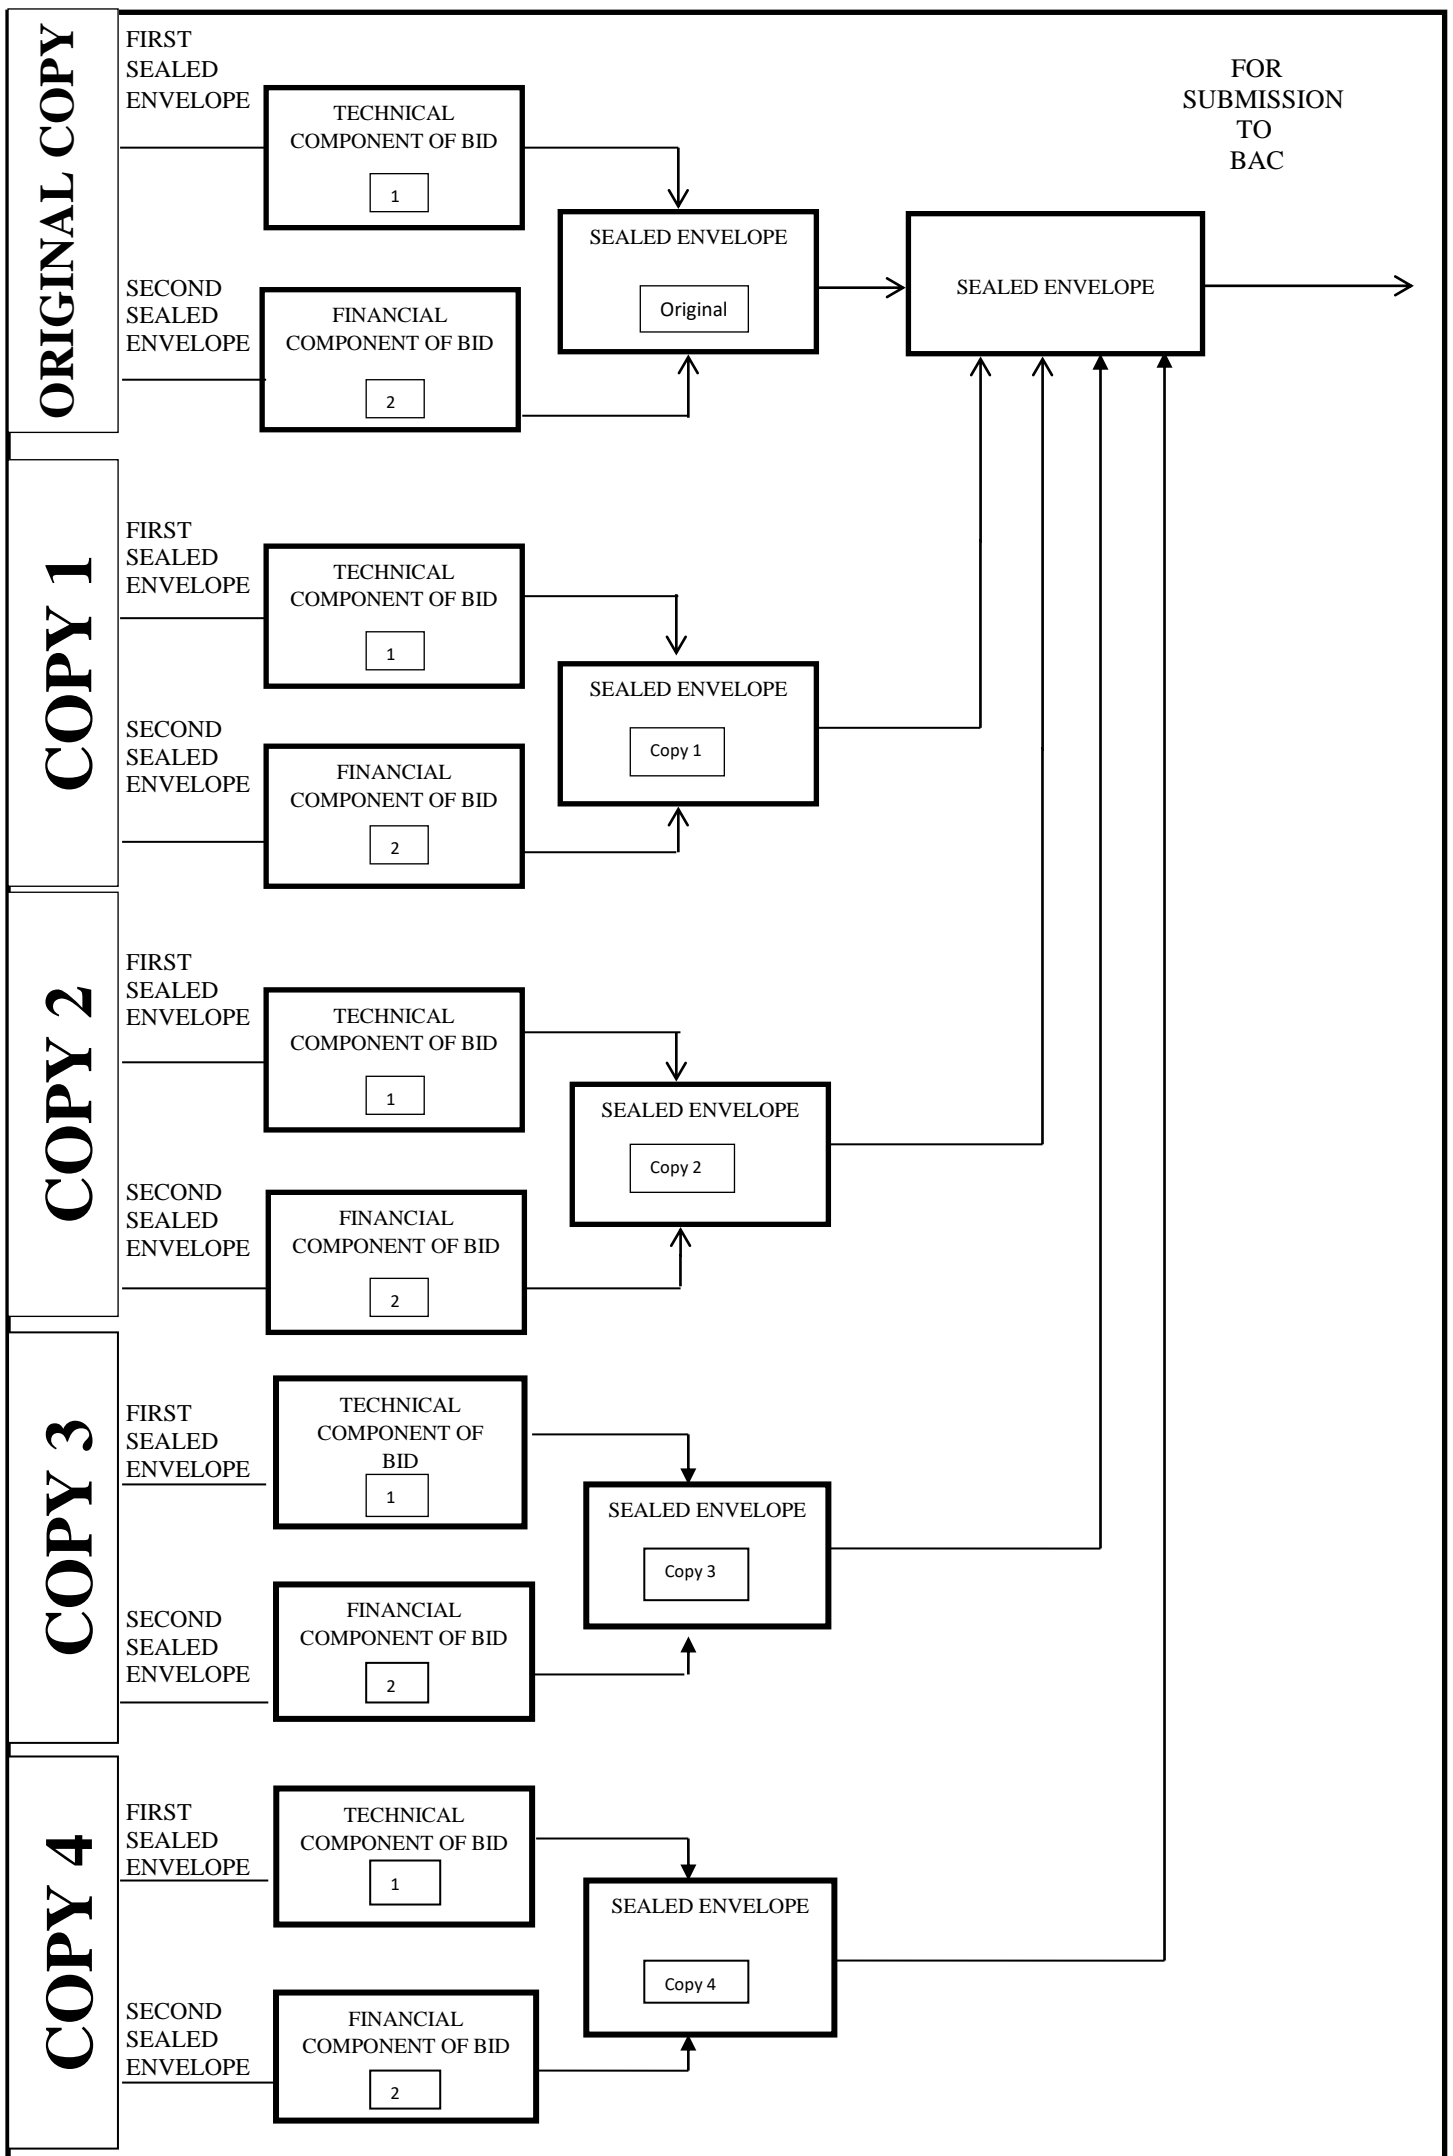 ORIGINAL COPY
FIRST
SEALED
ENVELOPE
TECHNICAL
COMPONENT OF BID
1
SECOND
SEALED
ENVELOPE
FINANCIAL
COMPONENT OF BID
2
SEALED ENVELOPE
Original
SEALED ENVELOPE
FOR
SUBMISSION
TO
BAC
COPY 1
FIRST
SEALED
ENVELOPE
TECHNICAL
COMPONENT OF BID
1
SECOND
SEALED
ENVELOPE
FINANCIAL
COMPONENT OF BID
2
SEALED ENVELOPE
Copy 1
COPY 2
FIRST
SEALED
ENVELOPE
TECHNICAL
COMPONENT OF BID
1
SECOND
SEALED
ENVELOPE
FINANCIAL
COMPONENT OF BID
2
SEALED ENVELOPE
Copy 2
COPY 3
FIRST
SEALED
ENVELOPE
TECHNICAL
COMPONENT OF
BID
1
SECOND
SEALED
ENVELOPE
FINANCIAL
COMPONENT OF BID
2
SEALED ENVELOPE
Copy 3
COPY 4
FIRST
SEALED
ENVELOPE
TECHNICAL
COMPONENT OF BID
1
SECOND
SEALED
ENVELOPE
FINANCIAL
COMPONENT OF BID
2
SEALED ENVELOPE
Copy 4